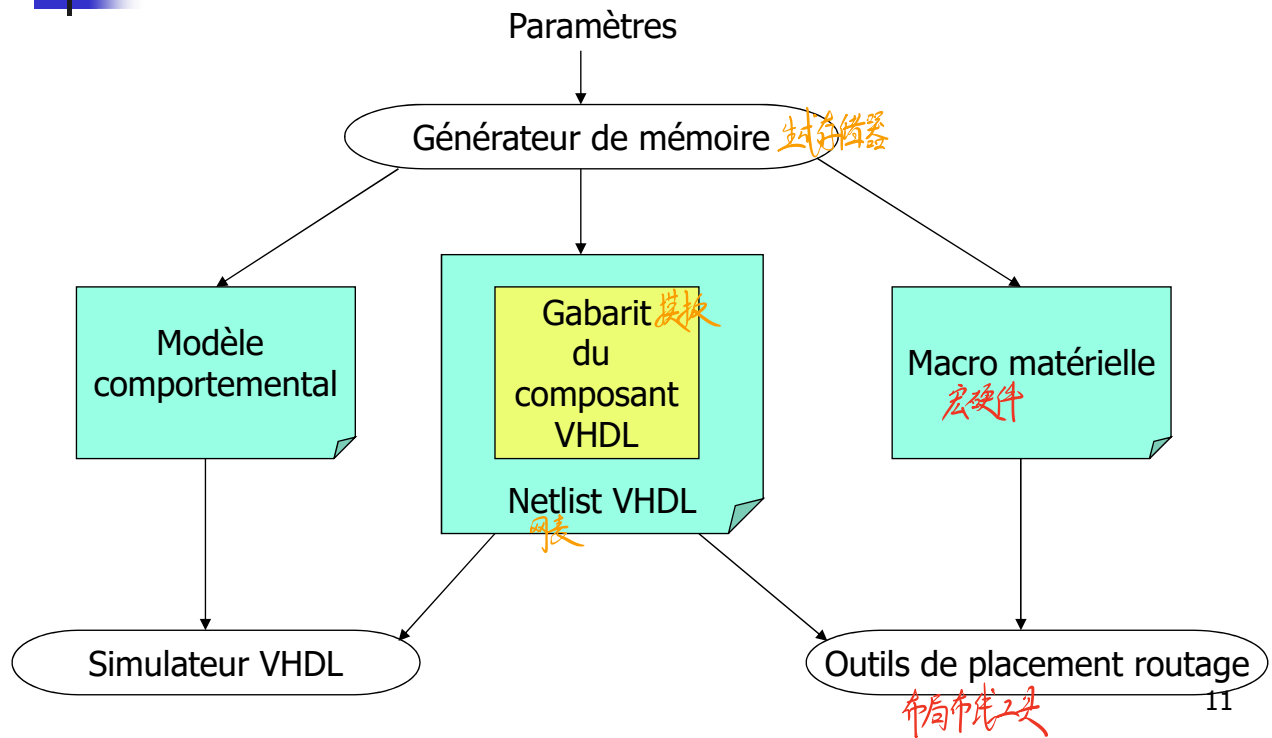 Paramètres
Générateur de mémoire 生成存储器
Modèle
comportemental
Gabarit 模板
du
composant
VHDL
Netlist VHDL
网表
Macro matérielle
宏硬件
Simulateur VHDL
Outils de placement routage
布局布线工具
11